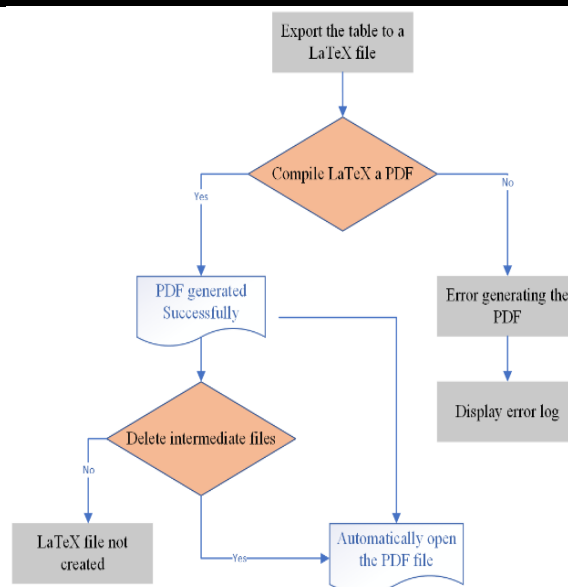 Export the table to a
LaTeX file
Compile LaTeX a PDF
Yes
No
PDF generated
Successfully
Error generating the
PDF
Delete intermediate files
Display error log
No
LaTeX file not
created
Yes
Automatically open
the PDF file